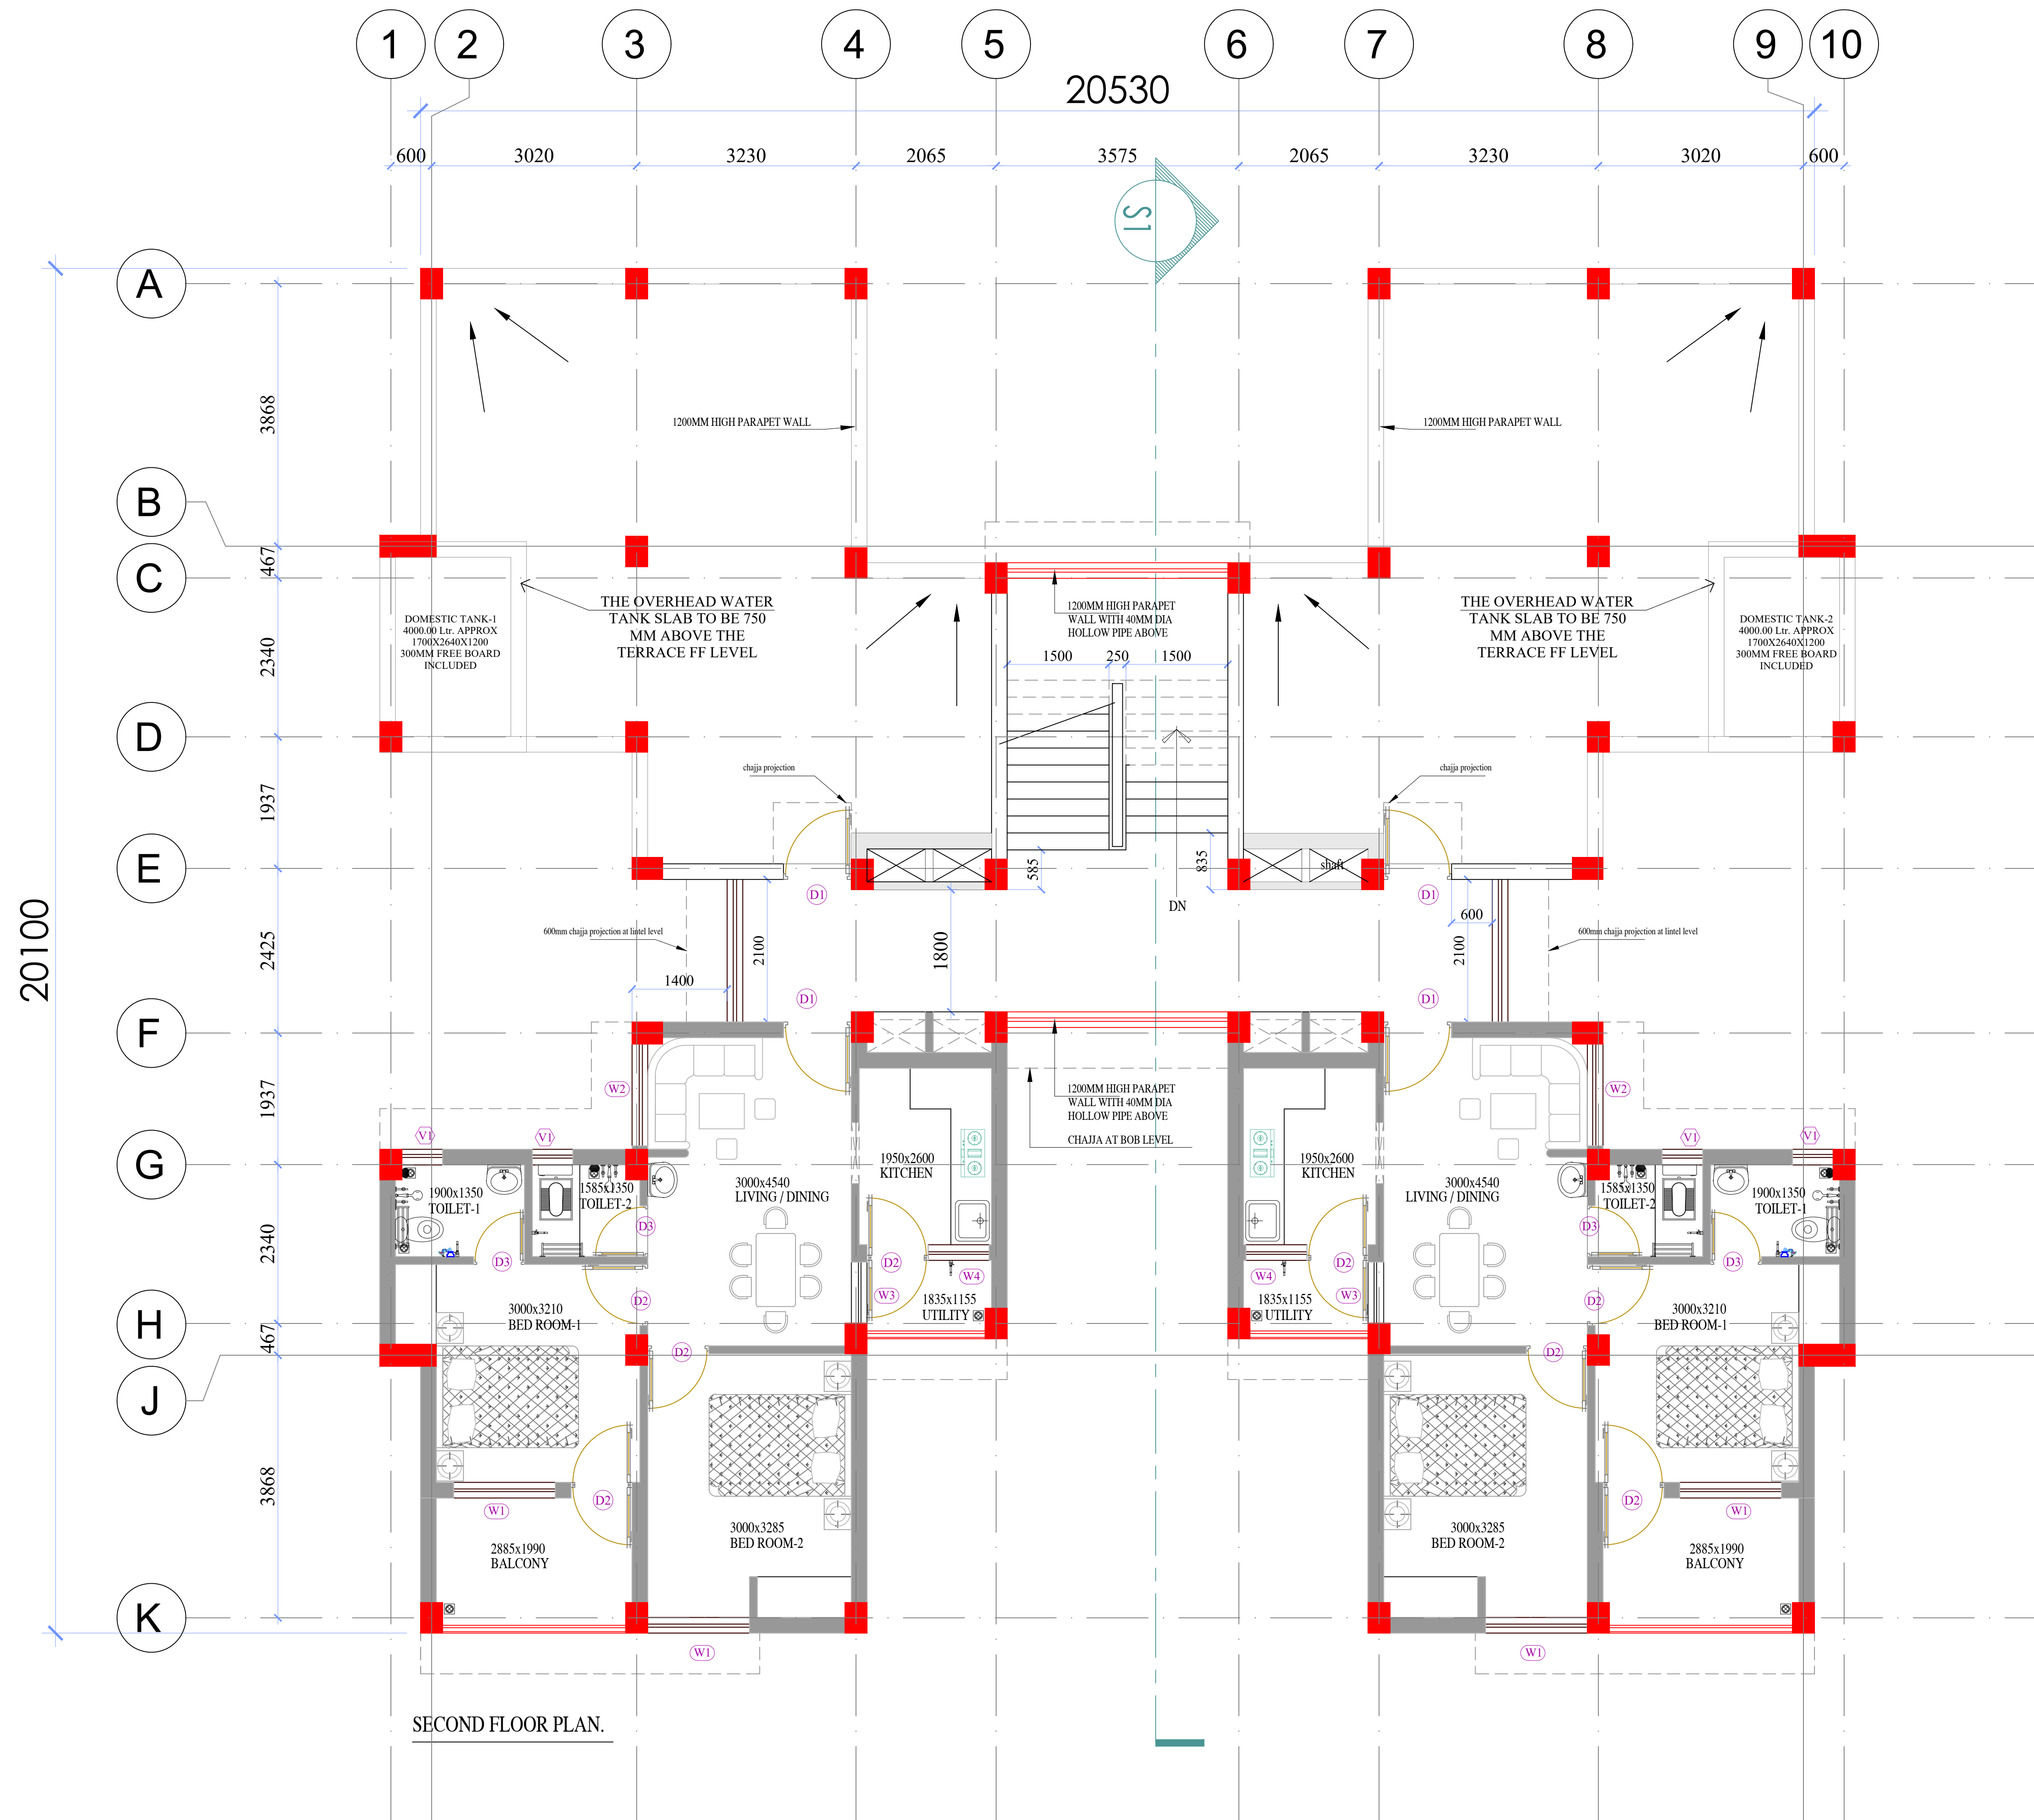 1 2 3 4 5 6 7 8 9 10
20530
600 3020 3230 2065 3575 2065 3230 3020 600
S1
A
3868
1200MM HIGH PARAPET WALL
1200MM HIGH PARAPET WALL
B
467
C
THE OVERHEAD WATER
TANK SLAB TO BE 750
MM ABOVE THE
TERRACE FF LEVEL
DOMESTIC TANK-1
4000.00 Ltr. APPROX
1700X2640X1200
300MM FREE BOARD
INCLUDED
1200MM HIGH PARAPET
WALL WITH 40MM DIA
HOLLOW PIPE ABOVE
THE OVERHEAD WATER
TANK SLAB TO BE 750
MM ABOVE THE
TERRACE FF LEVEL
DOMESTIC TANK-2
4000.00 Ltr. APPROX
1700X2640X1200
300MM FREE BOARD
INCLUDED
2340
1500 250 1500
D
chajja projection
chajja projection
1937
E
585
835
shaft
D1
D1
DN
600
20100
2425
600mm chajja projection at lintel level
600mm chajja projection at lintel level
2100
1800
2100
1400
D1
D1
F
1937
W2
W2
1200MM HIGH PARAPET
WALL WITH 40MM DIA
HOLLOW PIPE ABOVE
CHAJJA AT BOB LEVEL
V1
V1
V1
V1
G
1900x1350
TOILET-1
1585x1350
TOILET-2
3000x4540
LIVING / DINING
1950x2600
KITCHEN
1950x2600
KITCHEN
3000x4540
LIVING / DINING
1585x1350
TOILET-2
1900x1350
TOILET-1
2340
D3
D3
D3
D3
D2
W4
W4
D2
W3
W3
D2
D2
1835x1155
UTILITY
1835x1155
UTILITY
3000x3210
BED ROOM-1
3000x3210
BED ROOM-1
H
467
D2
D2
J
3868
D2
D2
W1
W1
3000x3285
BED ROOM-2
3000x3285
BED ROOM-2
2885x1990
BALCONY
2885x1990
BALCONY
K
W1
W1
SECOND FLOOR PLAN.